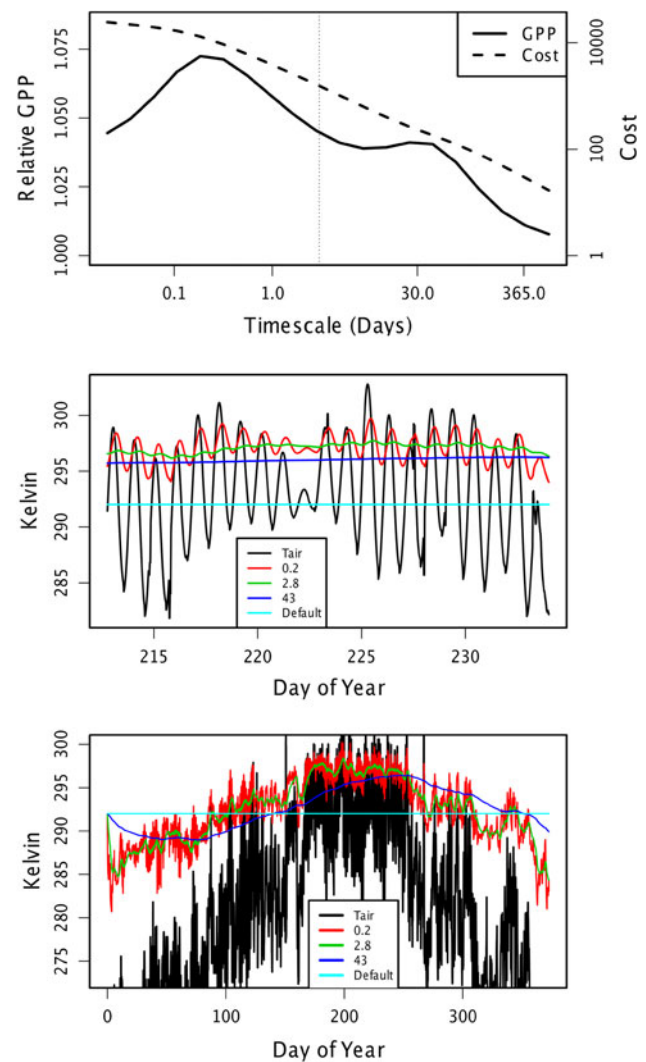 Relative GPP
1.000
1.025
1.050
1.075
GPP
Cost
1
100
10000
Cost
0.1
1.0
30.0
365.0
Timescale (Days)
Kelvin
285
290
295
300
Tair
0.2
2.8
43
Default
215
220
225
230
Day of Year
Kelvin
275
280
285
290
295
300
Tair
0.2
2.8
43
Default
0
100
200
300
Day of Year